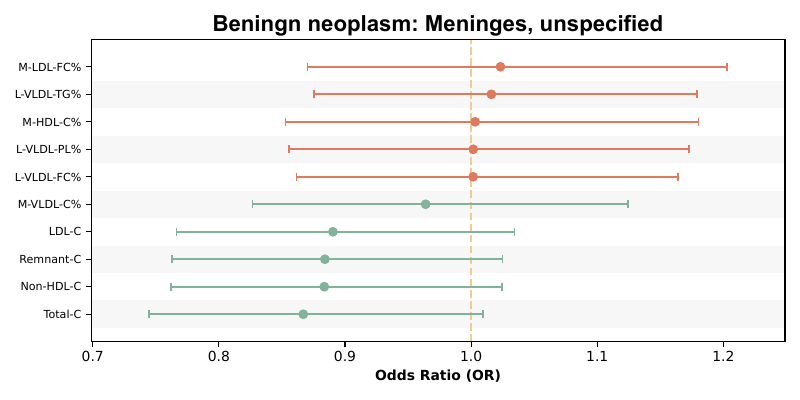 Beningn neoplasm: Meninges, unspecified
M-LDL-FC%
L-VLDL-TG%
M-HDL-C%
L-VLDL-PL%
L-VLDL-FC%
M-VLDL-C%
LDL-C
Remnant-C
Non-HDL-C
Total-C
0.7 0.8 0.9 1.0 1.1 1.2
Odds Ratio (OR)